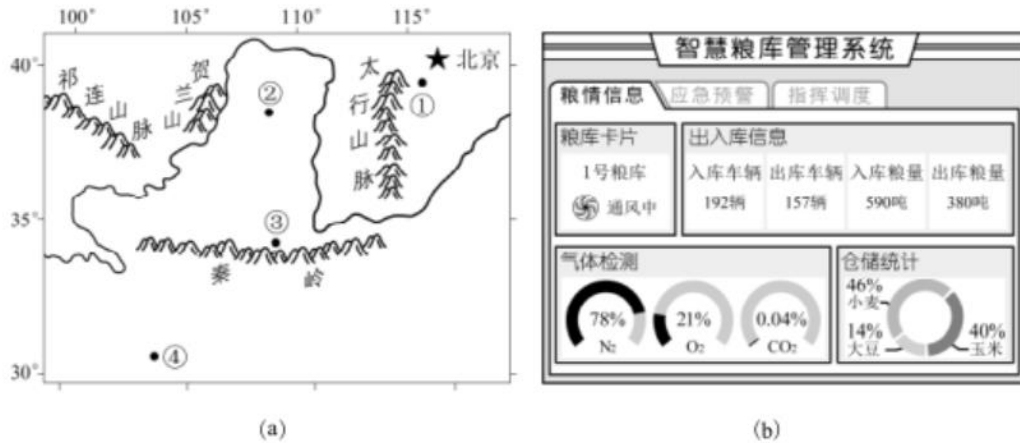 100° 105° 110° 115°
40°
35°
30°
祁连山脉
贺兰山
太行山脉
★北京
①
②
③
秦岭
④
(a)
智慧粮库管理系统
粮情信息 应急预警 指挥调度
粮库卡片
1号粮库
通风中
出入库信息
入库车辆 出库车辆 入库粮量 出库粮量
192辆 157辆 590吨 380吨
气体检测
78% 21% 0.04%
N₂ O₂ CO₂
仓储统计
46%
小麦
14%
大豆
40%
玉米
(b)